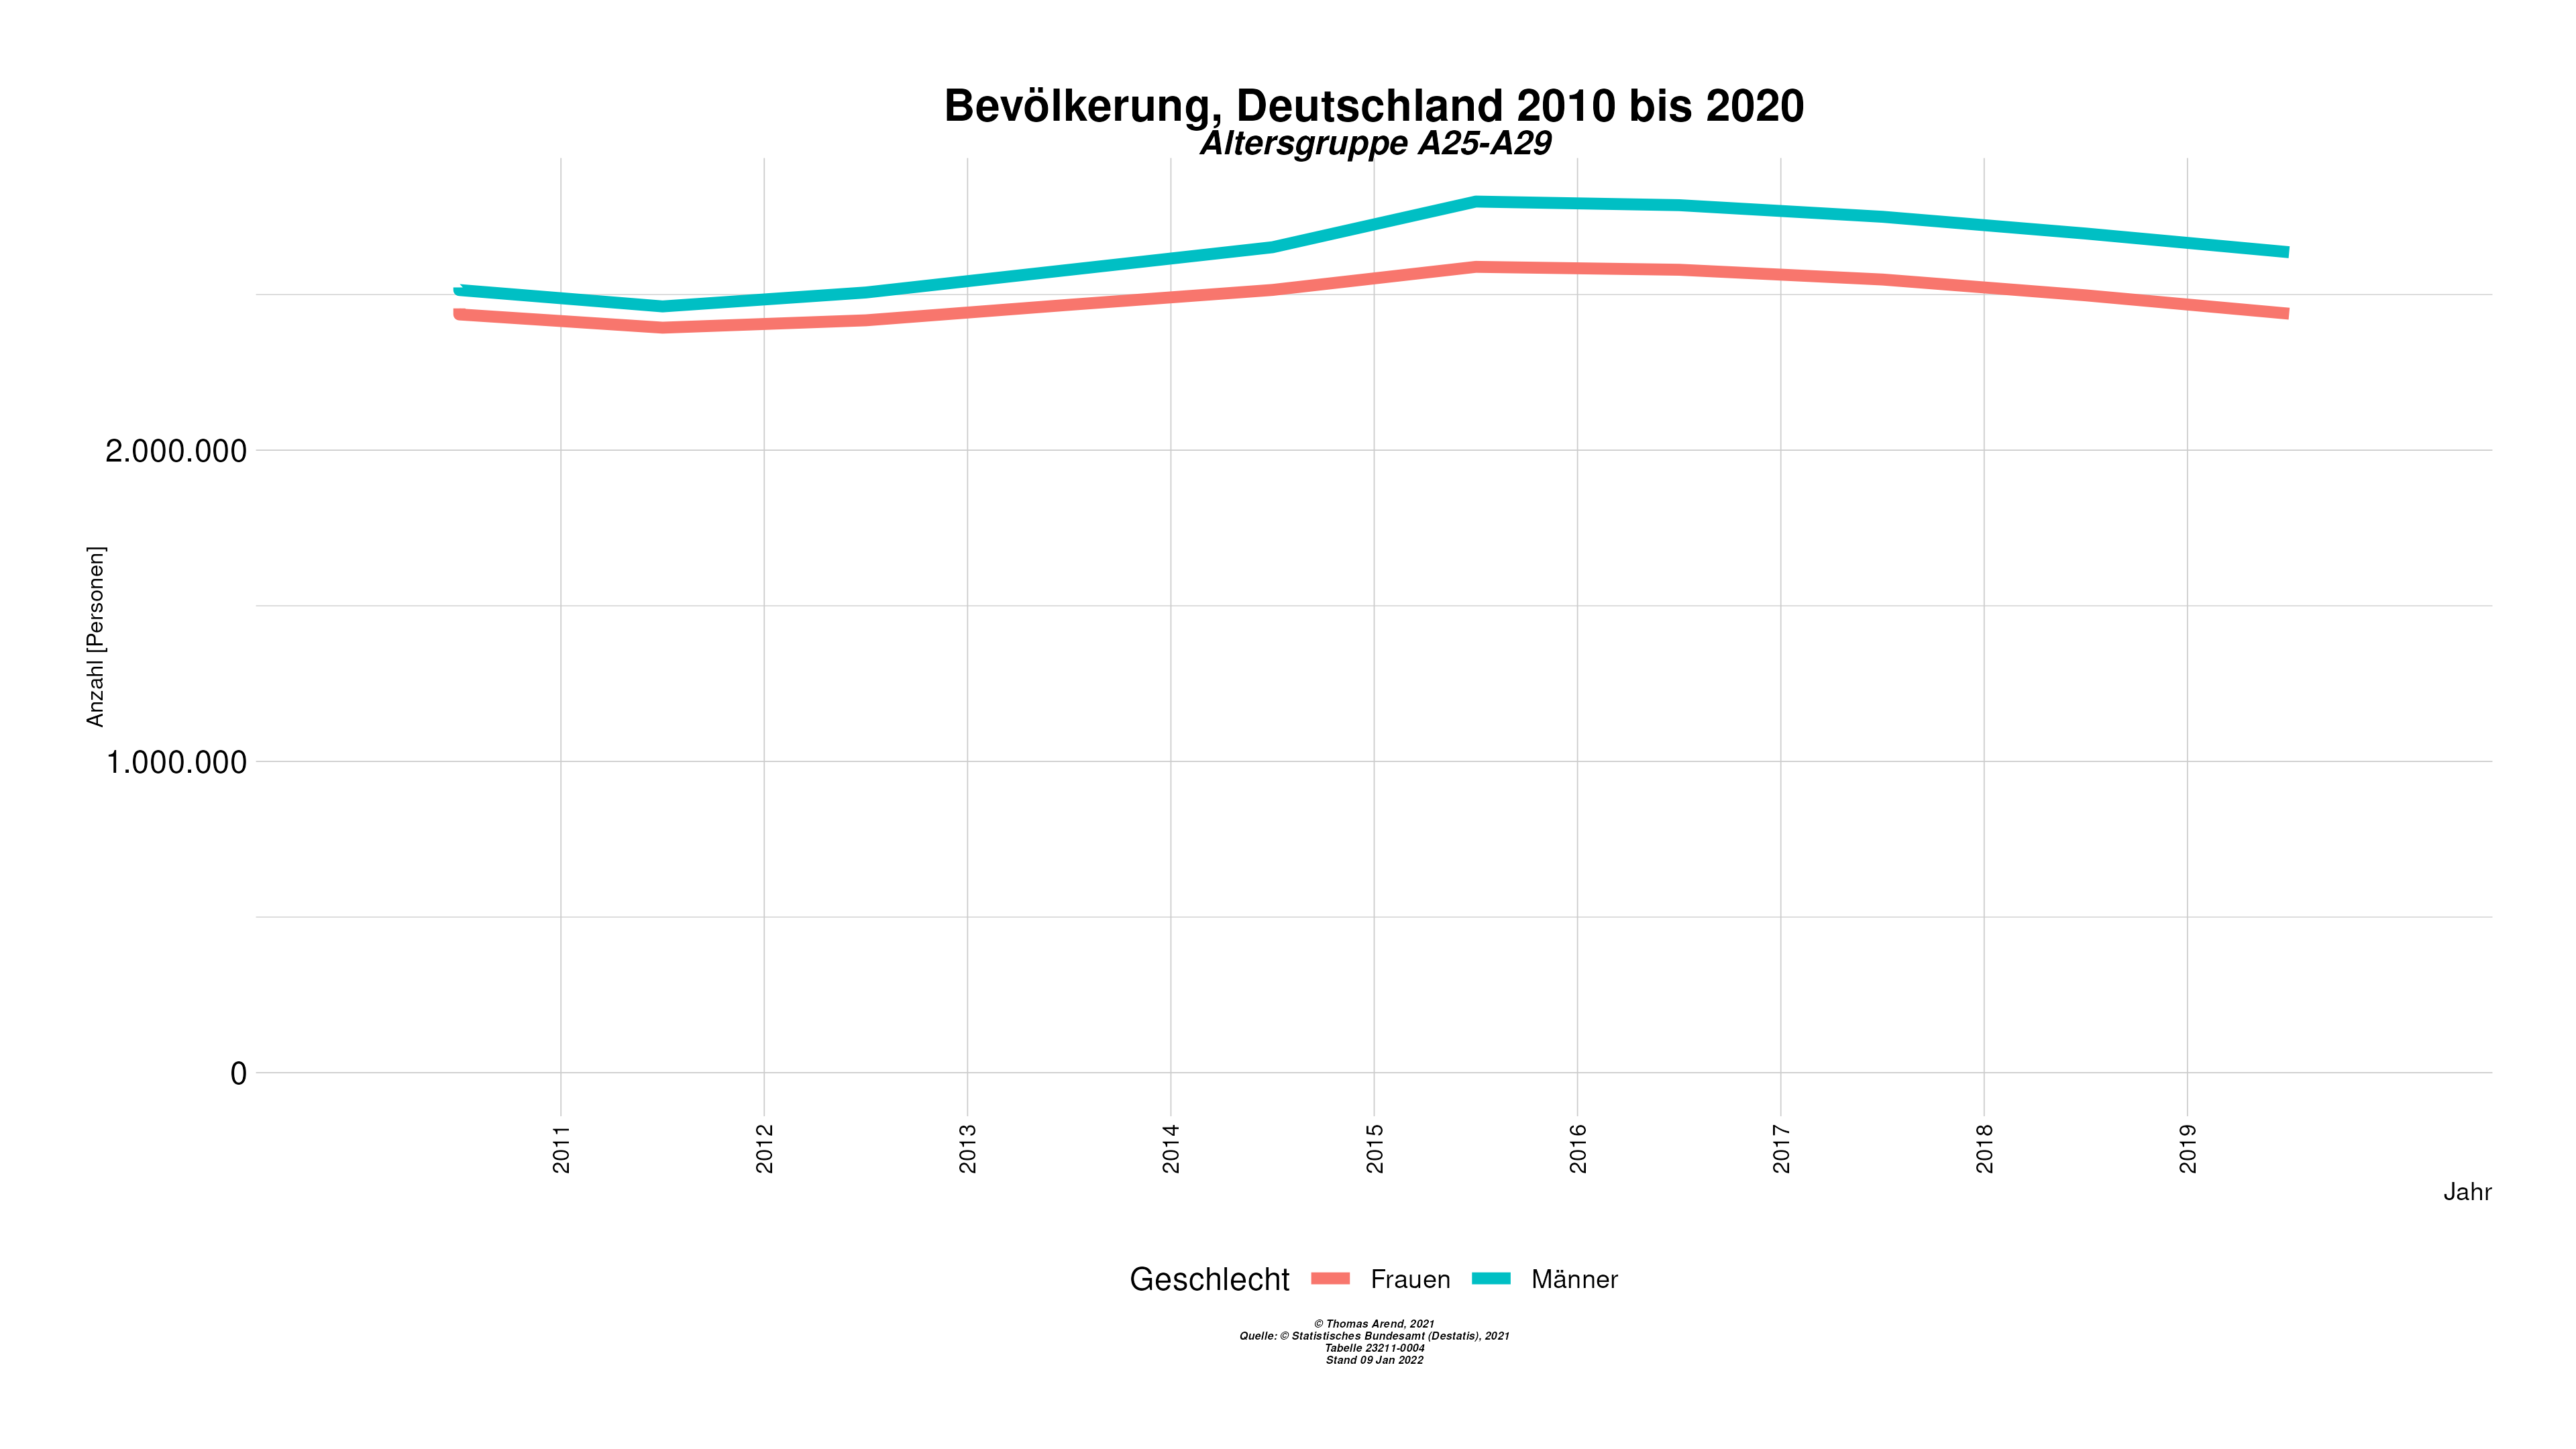 Bevölkerung, Deutschland 2010 bis 2020
Altersgruppe A25-A29
2.000.000
1.000.000
0
Anzahl [Personen]
2011
2012
2013
2014
2015
2016
2017
2018
2019
Jahr
Geschlecht Frauen Männer
© Thomas Arend, 2021
Quelle: © Statistisches Bundesamt (Destatis), 2021
Tabelle 23211-0004
Stand 09 Jan 2022